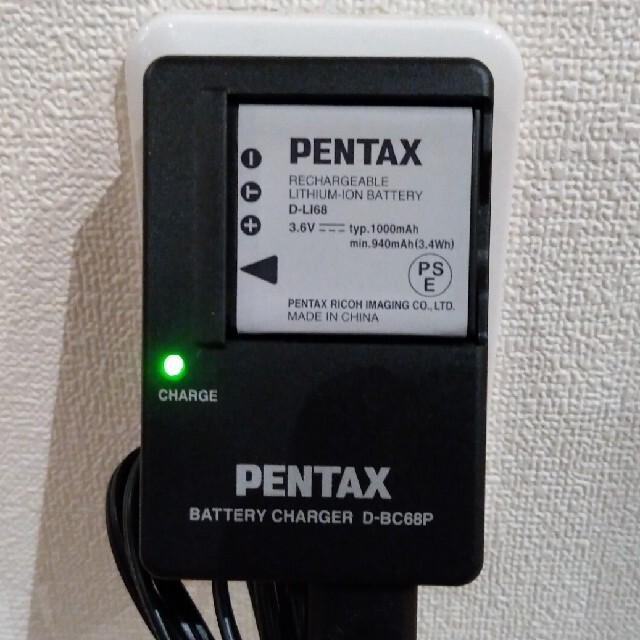 PENTAX
RECHARGEABLE
LITHIUM-ION BATTERY
D-LI68
3.6V ⎓ typ.1000mAh
min.940mAh(3.4Wh)
PS
E
PENTAX RICOH IMAGING CO., LTD.
MADE IN CHINA
CHARGE
PENTAX
BATTERY CHARGER D-BC68P